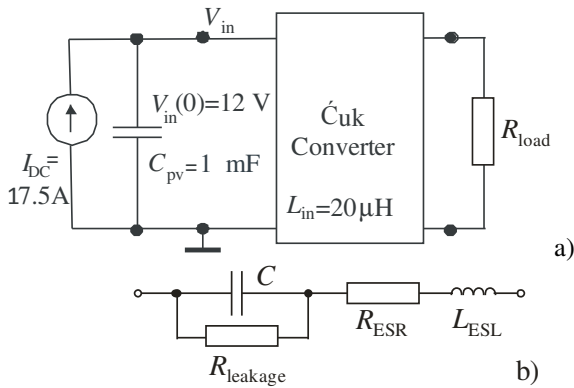 V_in
V_in(0)=12 V
C_pv=1 mF
I_DC=
17.5A
Ćuk
Converter
L_in=20μH
R_load
a)
C
R_leakage
R_ESR
L_ESL
b)